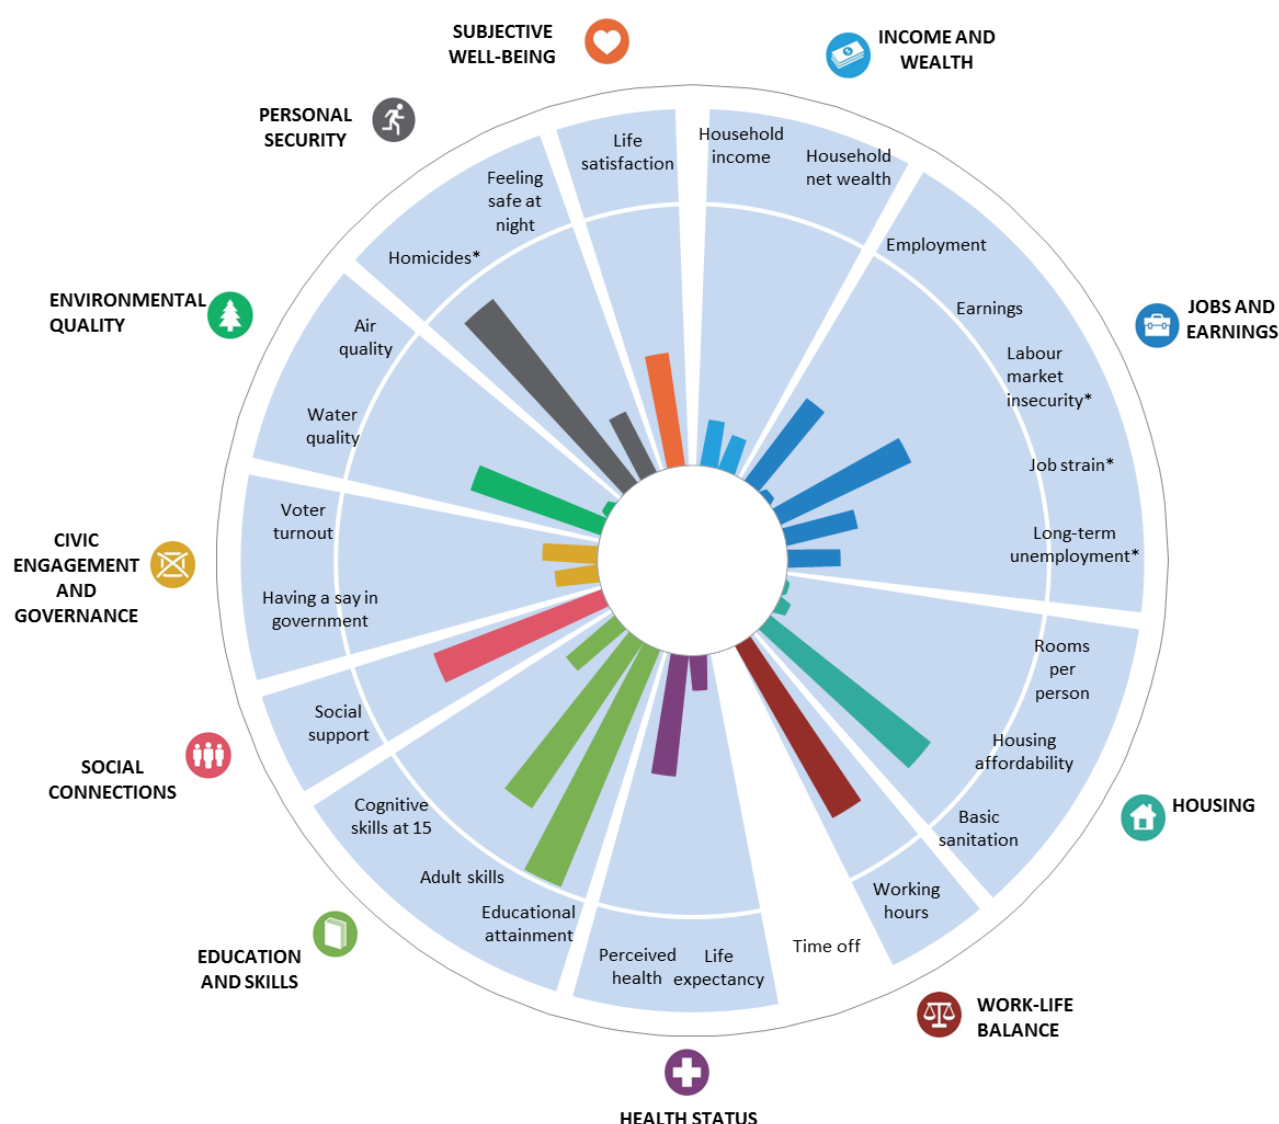 SUBJECTIVE
WELL-BEING
INCOME AND
WEALTH
PERSONAL
SECURITY
Life
satisfaction
Household
income
Household
net wealth
Feeling
safe at
night
Homicides*
Employment
ENVIRONMENTAL
QUALITY
Air
quality
Water
quality
Earnings
JOBS AND
EARNINGS
Labour
market
insecurity*
Job strain*
Long-term
unemployment*
CIVIC
ENGAGEMENT
AND
GOVERNANCE
Voter
turnout
Having a say in
government
Rooms
per
person
Housing
affordability
Basic
sanitation
HOUSING
SOCIAL
CONNECTIONS
Social
support
Cognitive
skills at 15
Adult skills
Educational
attainment
EDUCATION
AND SKILLS
Perceived
health
Life
expectancy
Time off
Working
hours
WORK-LIFE
BALANCE
HEALTH STATUS